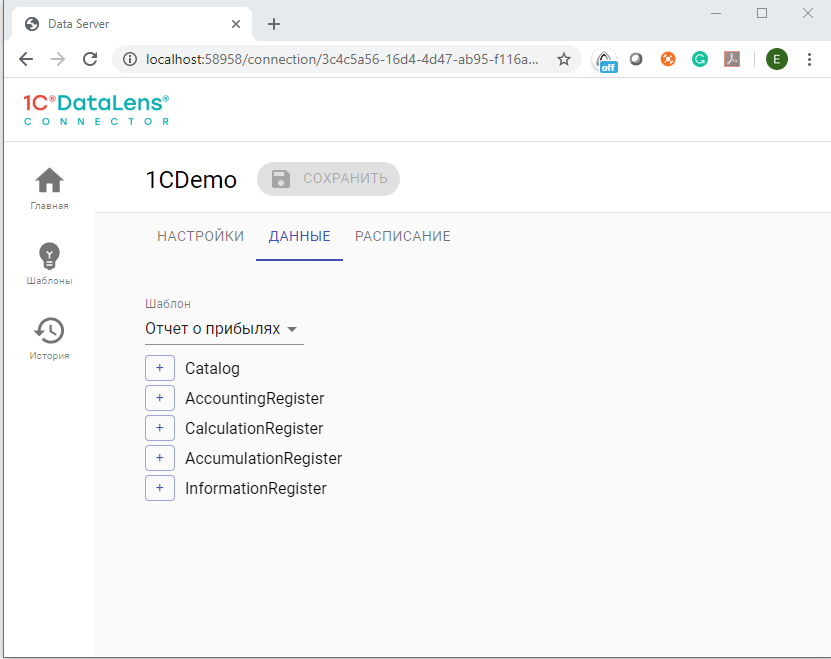 Data Server
localhost:58958/connection/3c4c5a56-16d4-4d47-ab95-f116a...
off
E
1C®DataLens®
CONNECTOR
Главная
Шаблоны
История
1CDemo
СОХРАНИТЬ
НАСТРОЙКИ ДАННЫЕ РАСПИСАНИЕ
Шаблон
Отчет о прибылях
+ Catalog
+ AccountingRegister
+ CalculationRegister
+ AccumulationRegister
+ InformationRegister